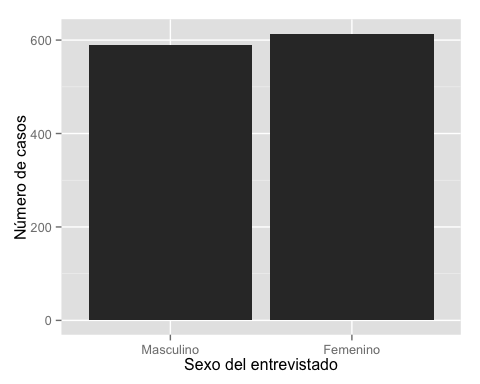 Número de casos
600
400
200
0
Masculino Femenino
Sexo del entrevistado